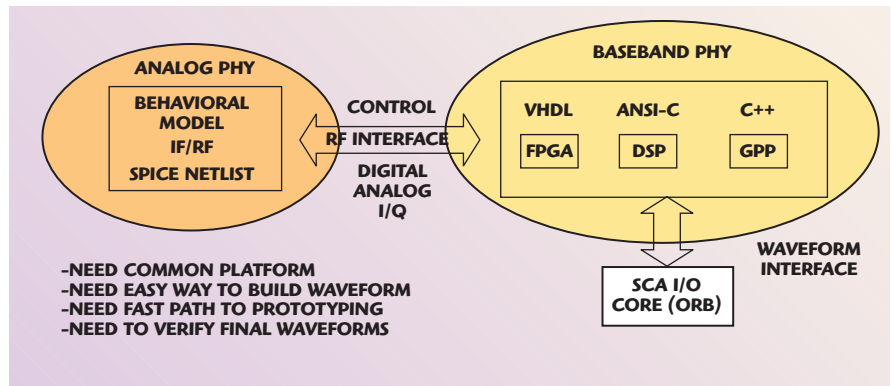 ANALOG PHY
BEHAVIORAL
MODEL
IF/RF
SPICE NETLIST
CONTROL
RF INTERFACE
DIGITAL
ANALOG
I/Q
BASEBAND PHY
VHDL
ANSI-C
C++
FPGA
DSP
GPP
WAVEFORM
INTERFACE
SCA I/O
CORE (ORB)
-NEED COMMON PLATFORM
-NEED EASY WAY TO BUILD WAVEFORM
-NEED FAST PATH TO PROTOTYPING
-NEED TO VERIFY FINAL WAVEFORMS